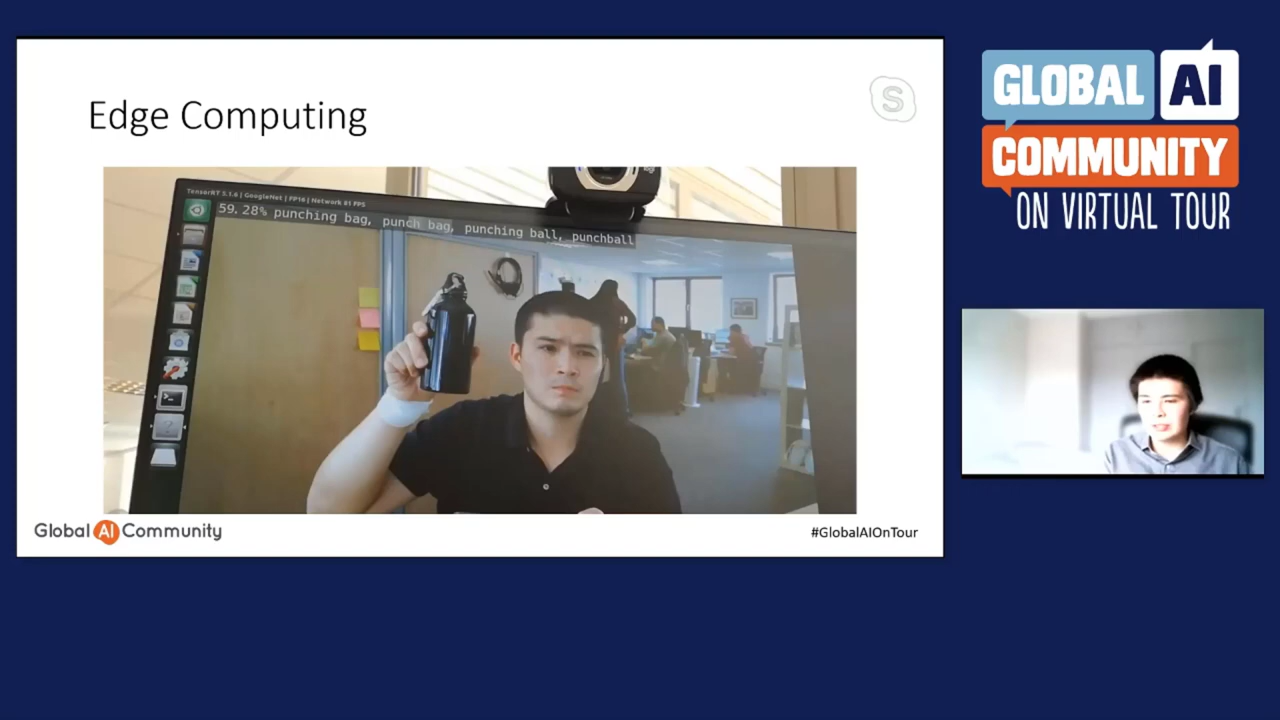 Edge Computing
S
TensorRT 5.1.6 | GoogleNet | FP16 | Network 81 FPS
59.28% punching bag, punch bag, punching ball, punchball
Global AI Community
#GlobalAIOnTour
GLOBAL AI
COMMUNITY
ON VIRTUAL TOUR